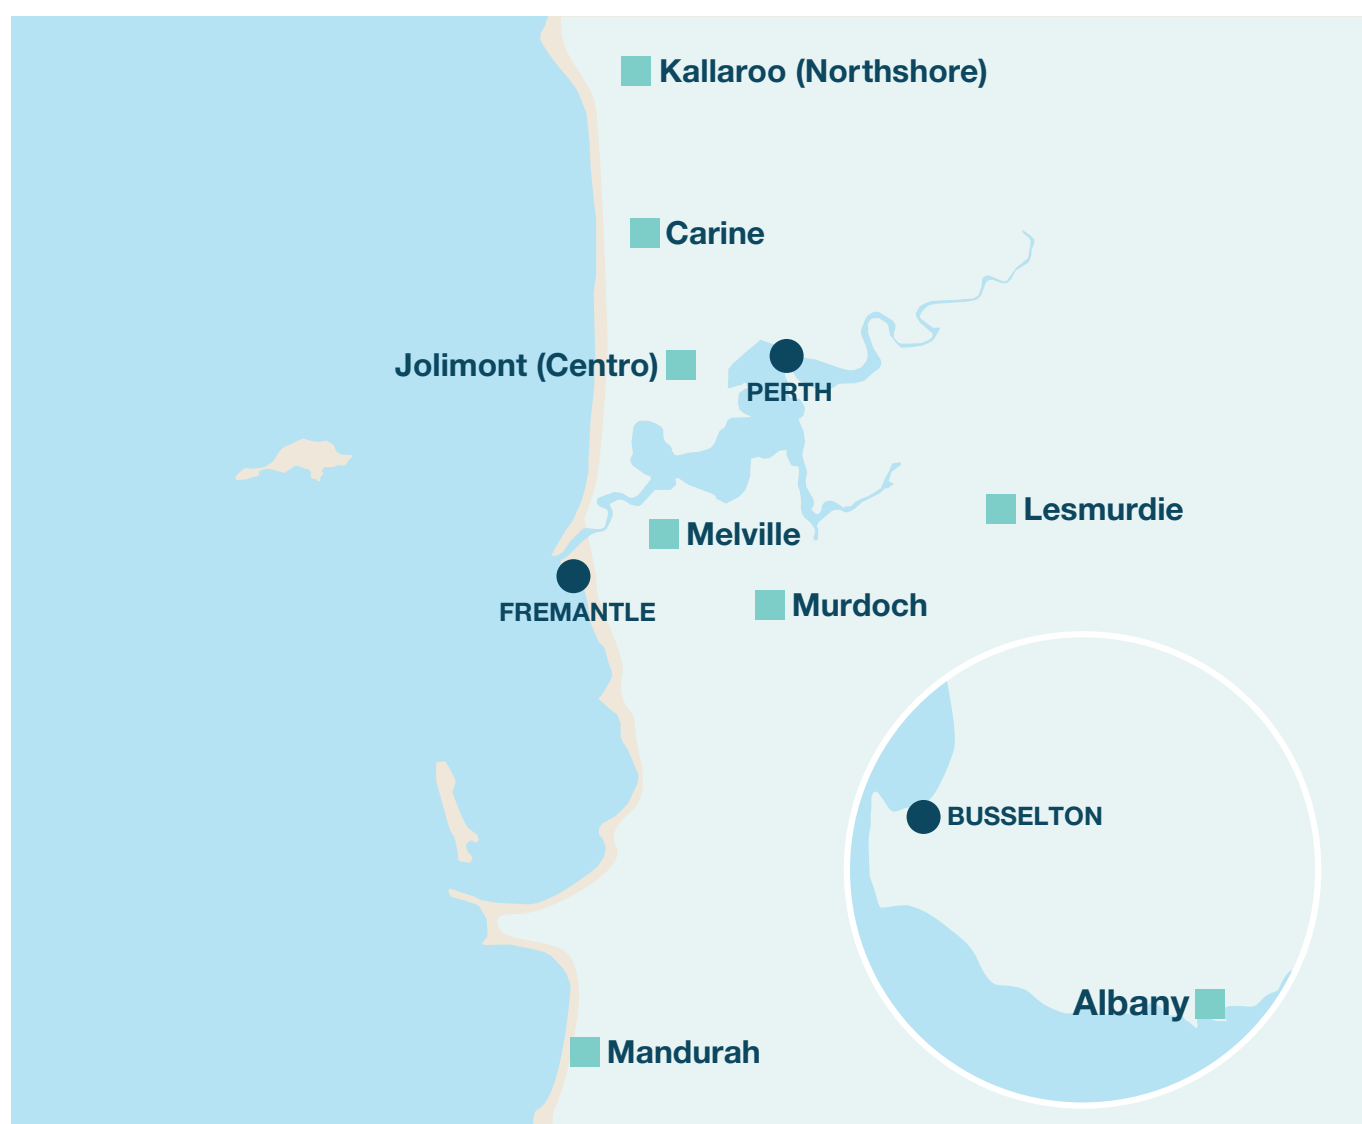 Kallaroo (Northshore)
Carine
Jolimont (Centro)
PERTH
Lesmurdie
Melville
FREMANTLE
Murdoch
BUSSELTON
Albany
Mandurah